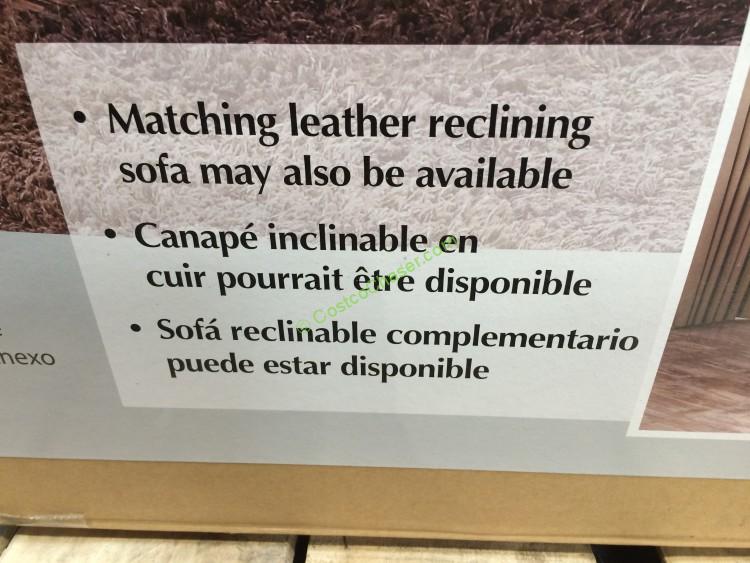 • Matching leather reclining
sofa may also be available
• Canapé inclinable en
cuir pourrait être disponible
• Sofá reclinable complementario
puede estar disponible
nexo
© CostcoChaser.com